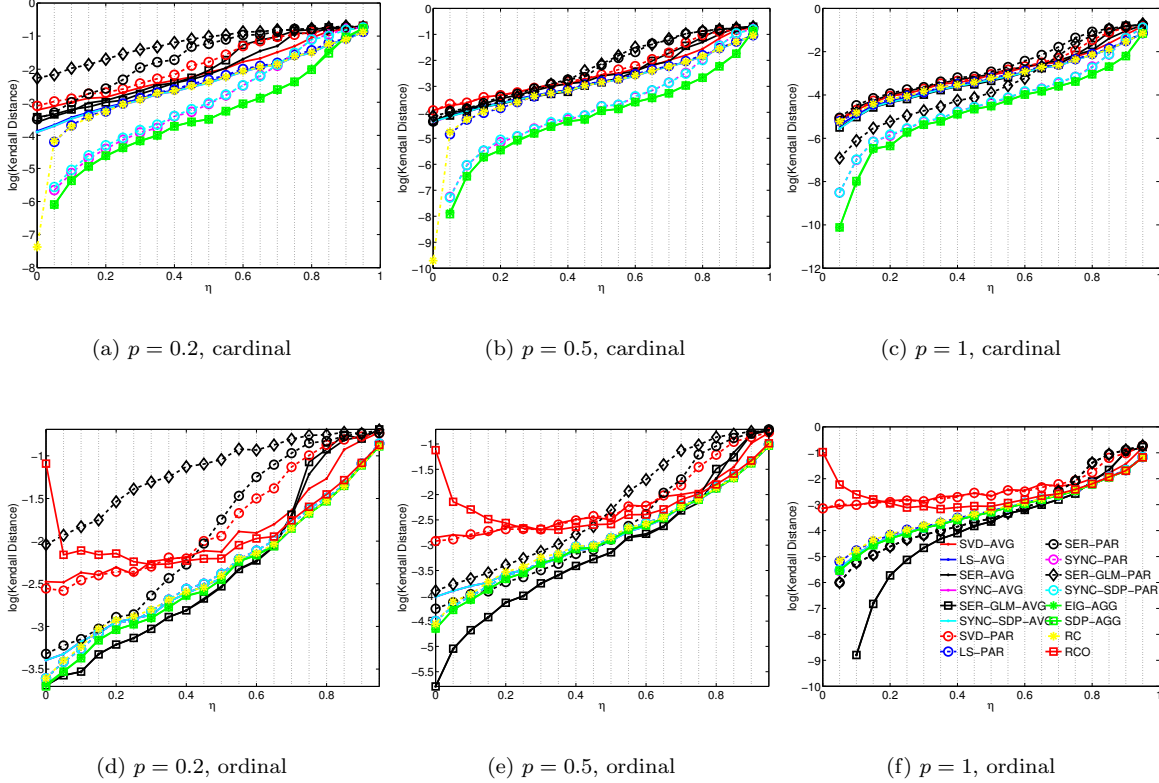 log(Kendall Distance)
0
−1
−2
−3
−4
−5
−6
−7
−8
0 0.2 0.4 0.6 0.8 1
η
(a) p = 0.2, cardinal
log(Kendall Distance)
0
−1
−2
−3
−4
−5
−6
−7
−8
−9
−10
0 0.2 0.4 0.6 0.8 1
η
(b) p = 0.5, cardinal
log(Kendall Distance)
0
−2
−4
−6
−8
−10
−12
0 0.2 0.4 0.6 0.8 1
η
(c) p = 1, cardinal
log(Kendall Distance)
−1
−1.5
−2
−2.5
−3
−3.5
0 0.2 0.4 0.6 0.8
η
(d) p = 0.2, ordinal
log(Kendall Distance)
−1
−1.5
−2
−2.5
−3
−3.5
−4
−4.5
−5
−5.5
0 0.2 0.4 0.6 0.8
η
(e) p = 0.5, ordinal
log(Kendall Distance)
0
−1
−2
−3
−4
−5
−6
−7
−8
−9
−10
0 0.2 0.4 0.6 0.8 1
η
SVD−AVG
LS−AVG
SER−AVG
SYNC−AVG
SER−GLM−AVG
SYNC−SDP−AVG
SVD−PAR
LS−PAR
SER−PAR
SYNC−PAR
SER−GLM−PAR
SYNC−SDP−PAR
EIG−AGG
SDP−AGG
RC
RCO
(f) p = 1, ordinal